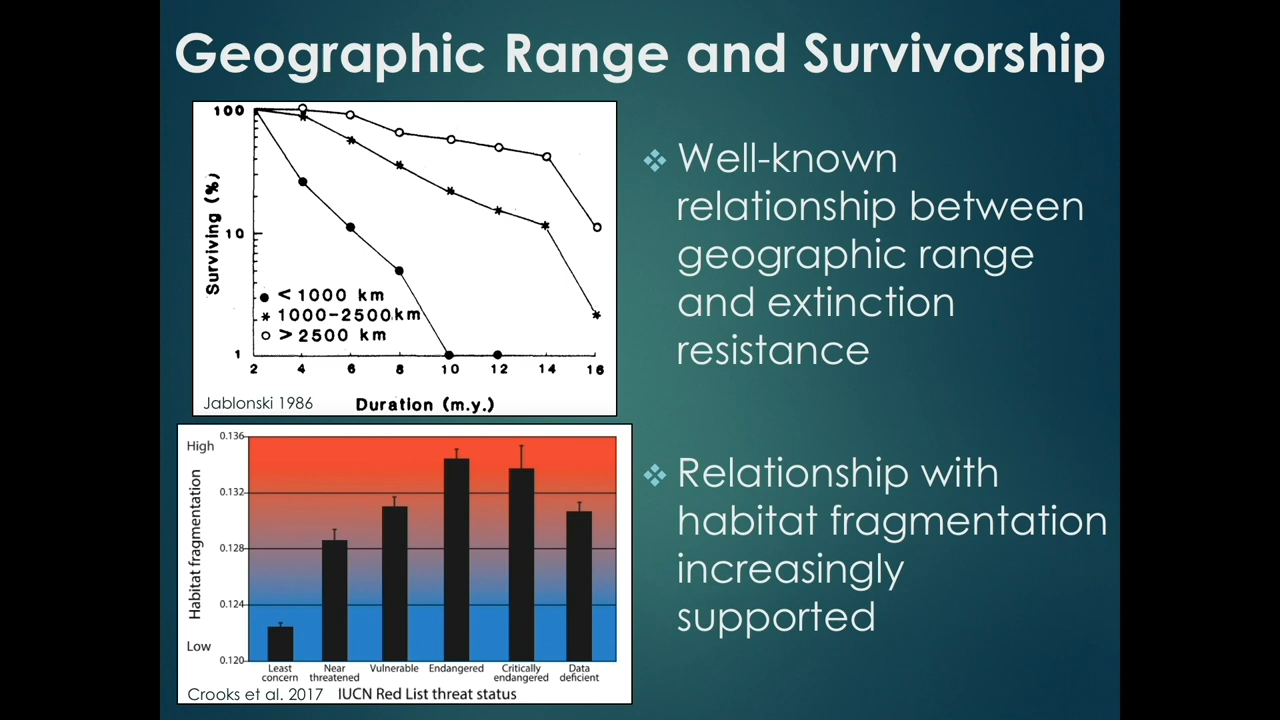 Geographic Range and Survivorship
100
10
1
Surviving (%)
< 1000 km
1000-2500km
> 2500 km
2 4 6 8 10 12 14 16
Jablonski 1986
Duration (m.y.)
❖ Well-known
relationship between
geographic range
and extinction
resistance
High
Low
Habitat fragmentation
0.136
0.132
0.128
0.124
0.120
Least
concern
Near
threatened
Vulnerable
Endangered
Critically
endangered
Data
deficient
Crooks et al. 2017
IUCN Red List threat status
❖ Relationship with
habitat fragmentation
increasingly
supported